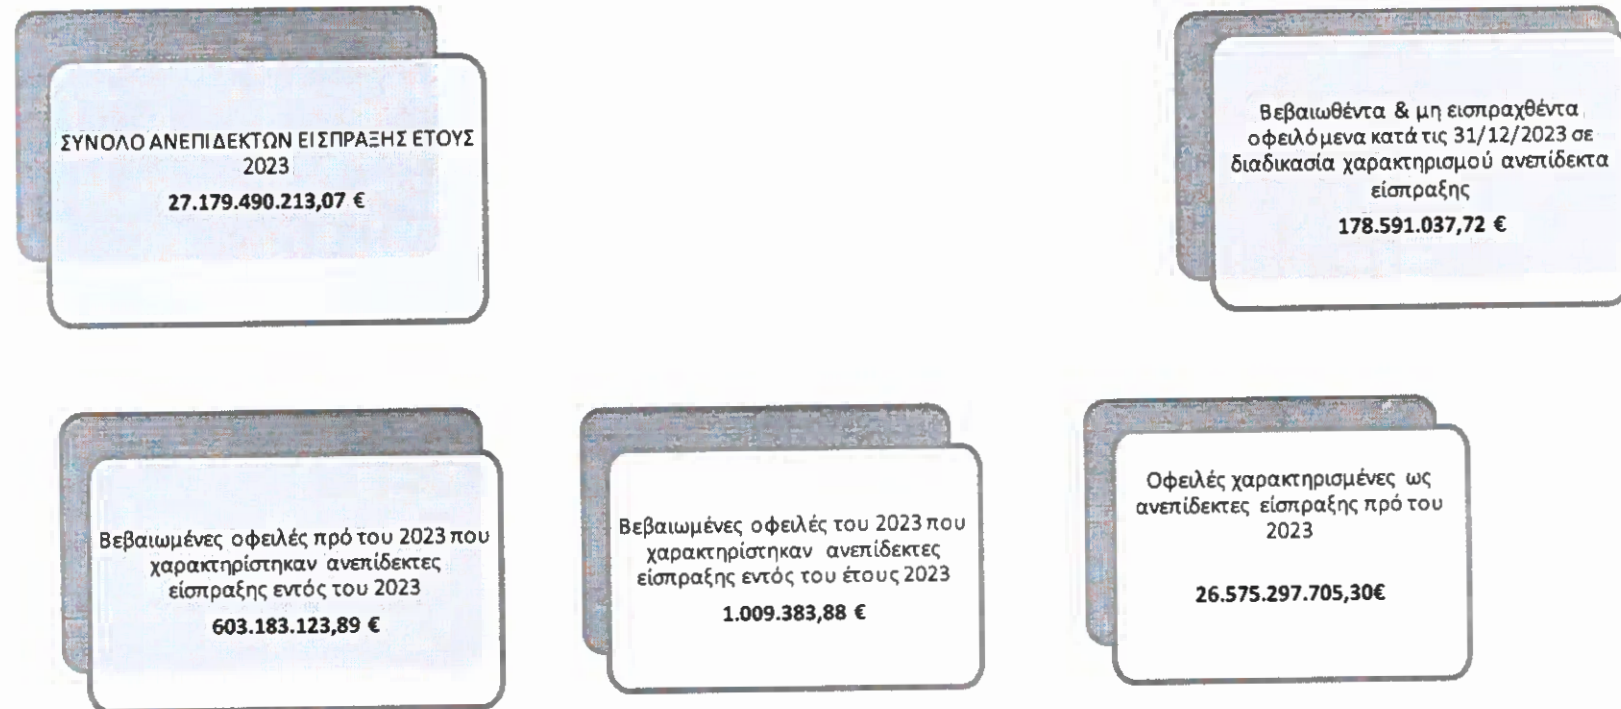 ΣΥΝΟΛΟ ΑΝΕΠΙΔΕΚΤΩΝ ΕΙΣΠΡΑΞΗΣ ΕΤΟΥΣ
2023
27.179.490.213,07 €
Βεβαιωθέντα & μη εισπραχθέντα
οφειλόμενα κατά τις 31/12/2023 σε
διαδικασία χαρακτηρισμού ανεπίδεκτα
είσπραξης
178.591.037,72 €
Βεβαιωμένες οφειλές πρό του 2023 που
χαρακτηρίστηκαν ανεπίδεκτες
είσπραξης εντός του 2023
603.183.123,89 €
Βεβαιωμένες οφειλές του 2023 που
χαρακτηρίστηκαν ανεπίδεκτες
είσπραξης εντός του έτους 2023
1.009.383,88 €
Οφειλές χαρακτηρισμένες ως
ανεπίδεκτες είσπραξης πρό του
2023
26.575.297.705,30€